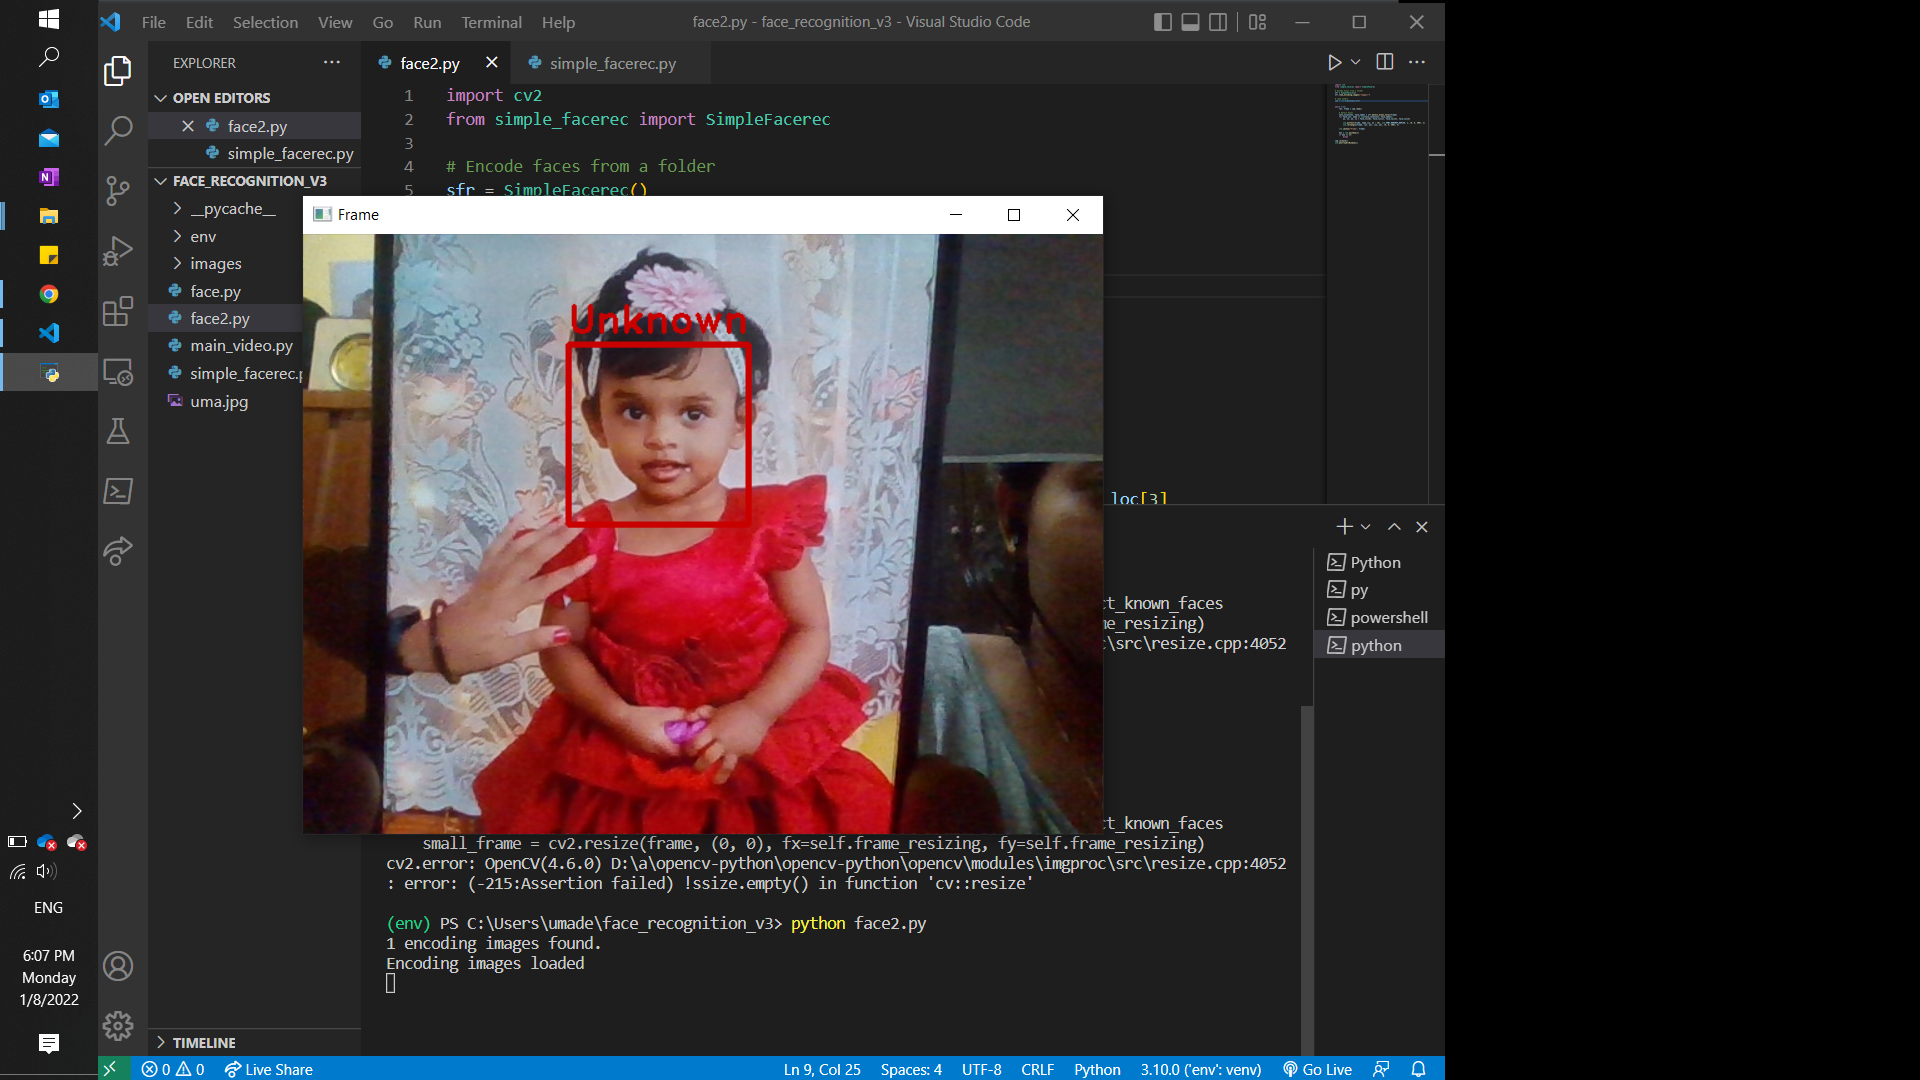 File Edit Selection View Go Run Terminal Help
face2.py - face_recognition_v3 - Visual Studio Code
EXPLORER
OPEN EDITORS
face2.py
simple_facerec.py
FACE_RECOGNITION_V3
__pycache__
env
images
face.py
face2.py
main_video.py
simple_facerec.p
uma.jpg
TIMELINE
face2.py
simple_facerec.py
1 import cv2
2 from simple_facerec import SimpleFacerec
3
4 # Encode faces from a folder
5 sfr = SimpleFacerec()
loc[3]
Frame
Unknown
ct_known_faces
me_resizing)
c\src\resize.cpp:4052
ct_known_faces
small_frame = cv2.resize(frame, (0, 0), fx=self.frame_resizing, fy=self.frame_resizing)
cv2.error: OpenCV(4.6.0) D:\a\opencv-python\opencv-python\opencv\modules\imgproc\src\resize.cpp:4052
: error: (-215:Assertion failed) !ssize.empty() in function 'cv::resize'
(env) PS C:\Users\umade\face_recognition_v3> python face2.py
1 encoding images found.
Encoding images loaded
Python
py
powershell
python
ENG
6:07 PM
Monday
1/8/2022
0 0 Live Share
Ln 9, Col 25 Spaces: 4 UTF-8 CRLF Python 3.10.0 ('env': venv) Go Live